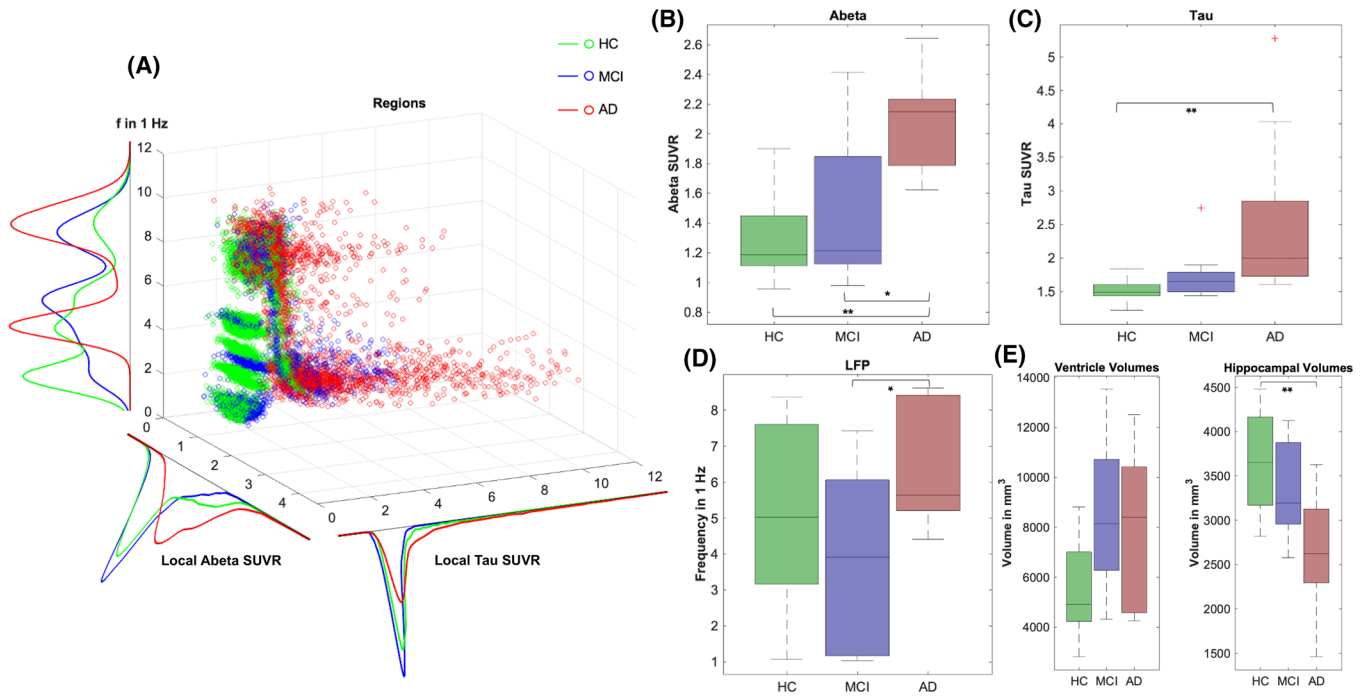 (A)
HC
MCI
AD
Regions
f in 1 Hz
12
10
8
6
4
2
0
0
1
2
3
4
0
2
4
6
8
10
12
Local Abeta SUVR
Local Tau SUVR
(B)
Abeta
Abeta SUVR
2.6
2.4
2.2
2
1.8
1.6
1.4
1.2
1
0.8
*
**
HC
MCI
AD
(C)
Tau
Tau SUVR
5
4.5
4
3.5
3
2.5
2
1.5
**
HC
MCI
AD
(D)
LFP
Frequency in 1 Hz
8
7
6
5
4
3
2
1
*
HC
MCI
AD
(E)
Ventricle Volumes
Volume in mm³
14000
12000
10000
8000
6000
4000
HC
MCI
AD
Hippocampal Volumes
Volume in mm³
4500
4000
3500
3000
2500
2000
1500
**
HC
MCI
AD